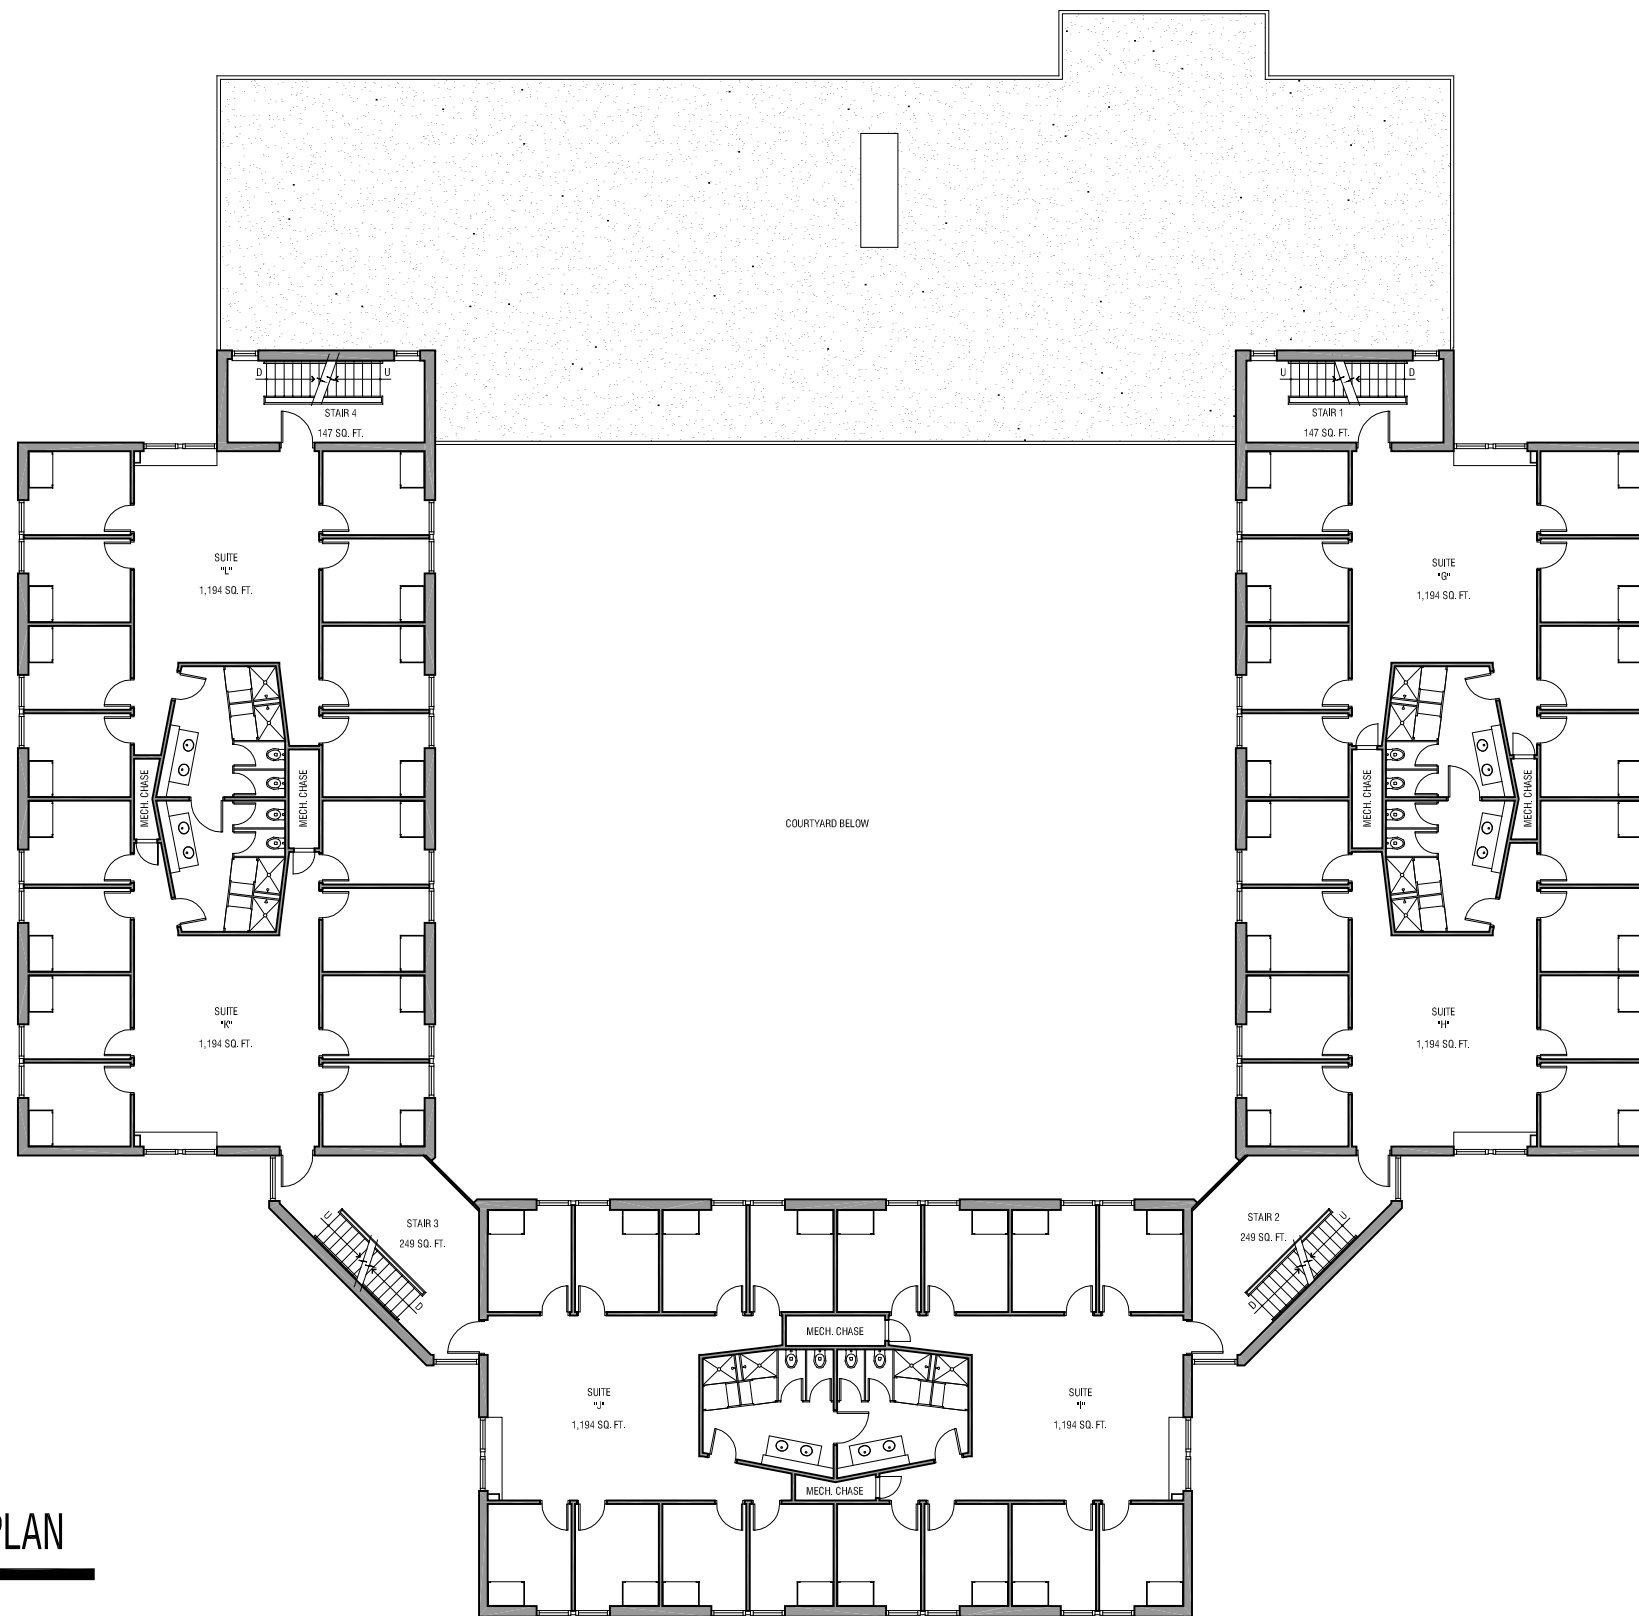 D
U
STAIR 4
147 SQ. FT.
U
D
STAIR 1
147 SQ. FT.
SUITE
"L"
1,194 SQ. FT.
SUITE
"G"
1,194 SQ. FT.
MECH. CHASE
MECH. CHASE
COURTYARD BELOW
MECH. CHASE
MECH. CHASE
SUITE
"K"
1,194 SQ. FT.
SUITE
"H"
1,194 SQ. FT.
U
STAIR 3
249 SQ. FT.
D
STAIR 2
249 SQ. FT.
U
D
MECH. CHASE
SUITE
"J"
1,194 SQ. FT.
SUITE
"I"
1,194 SQ. FT.
MECH. CHASE
PLAN